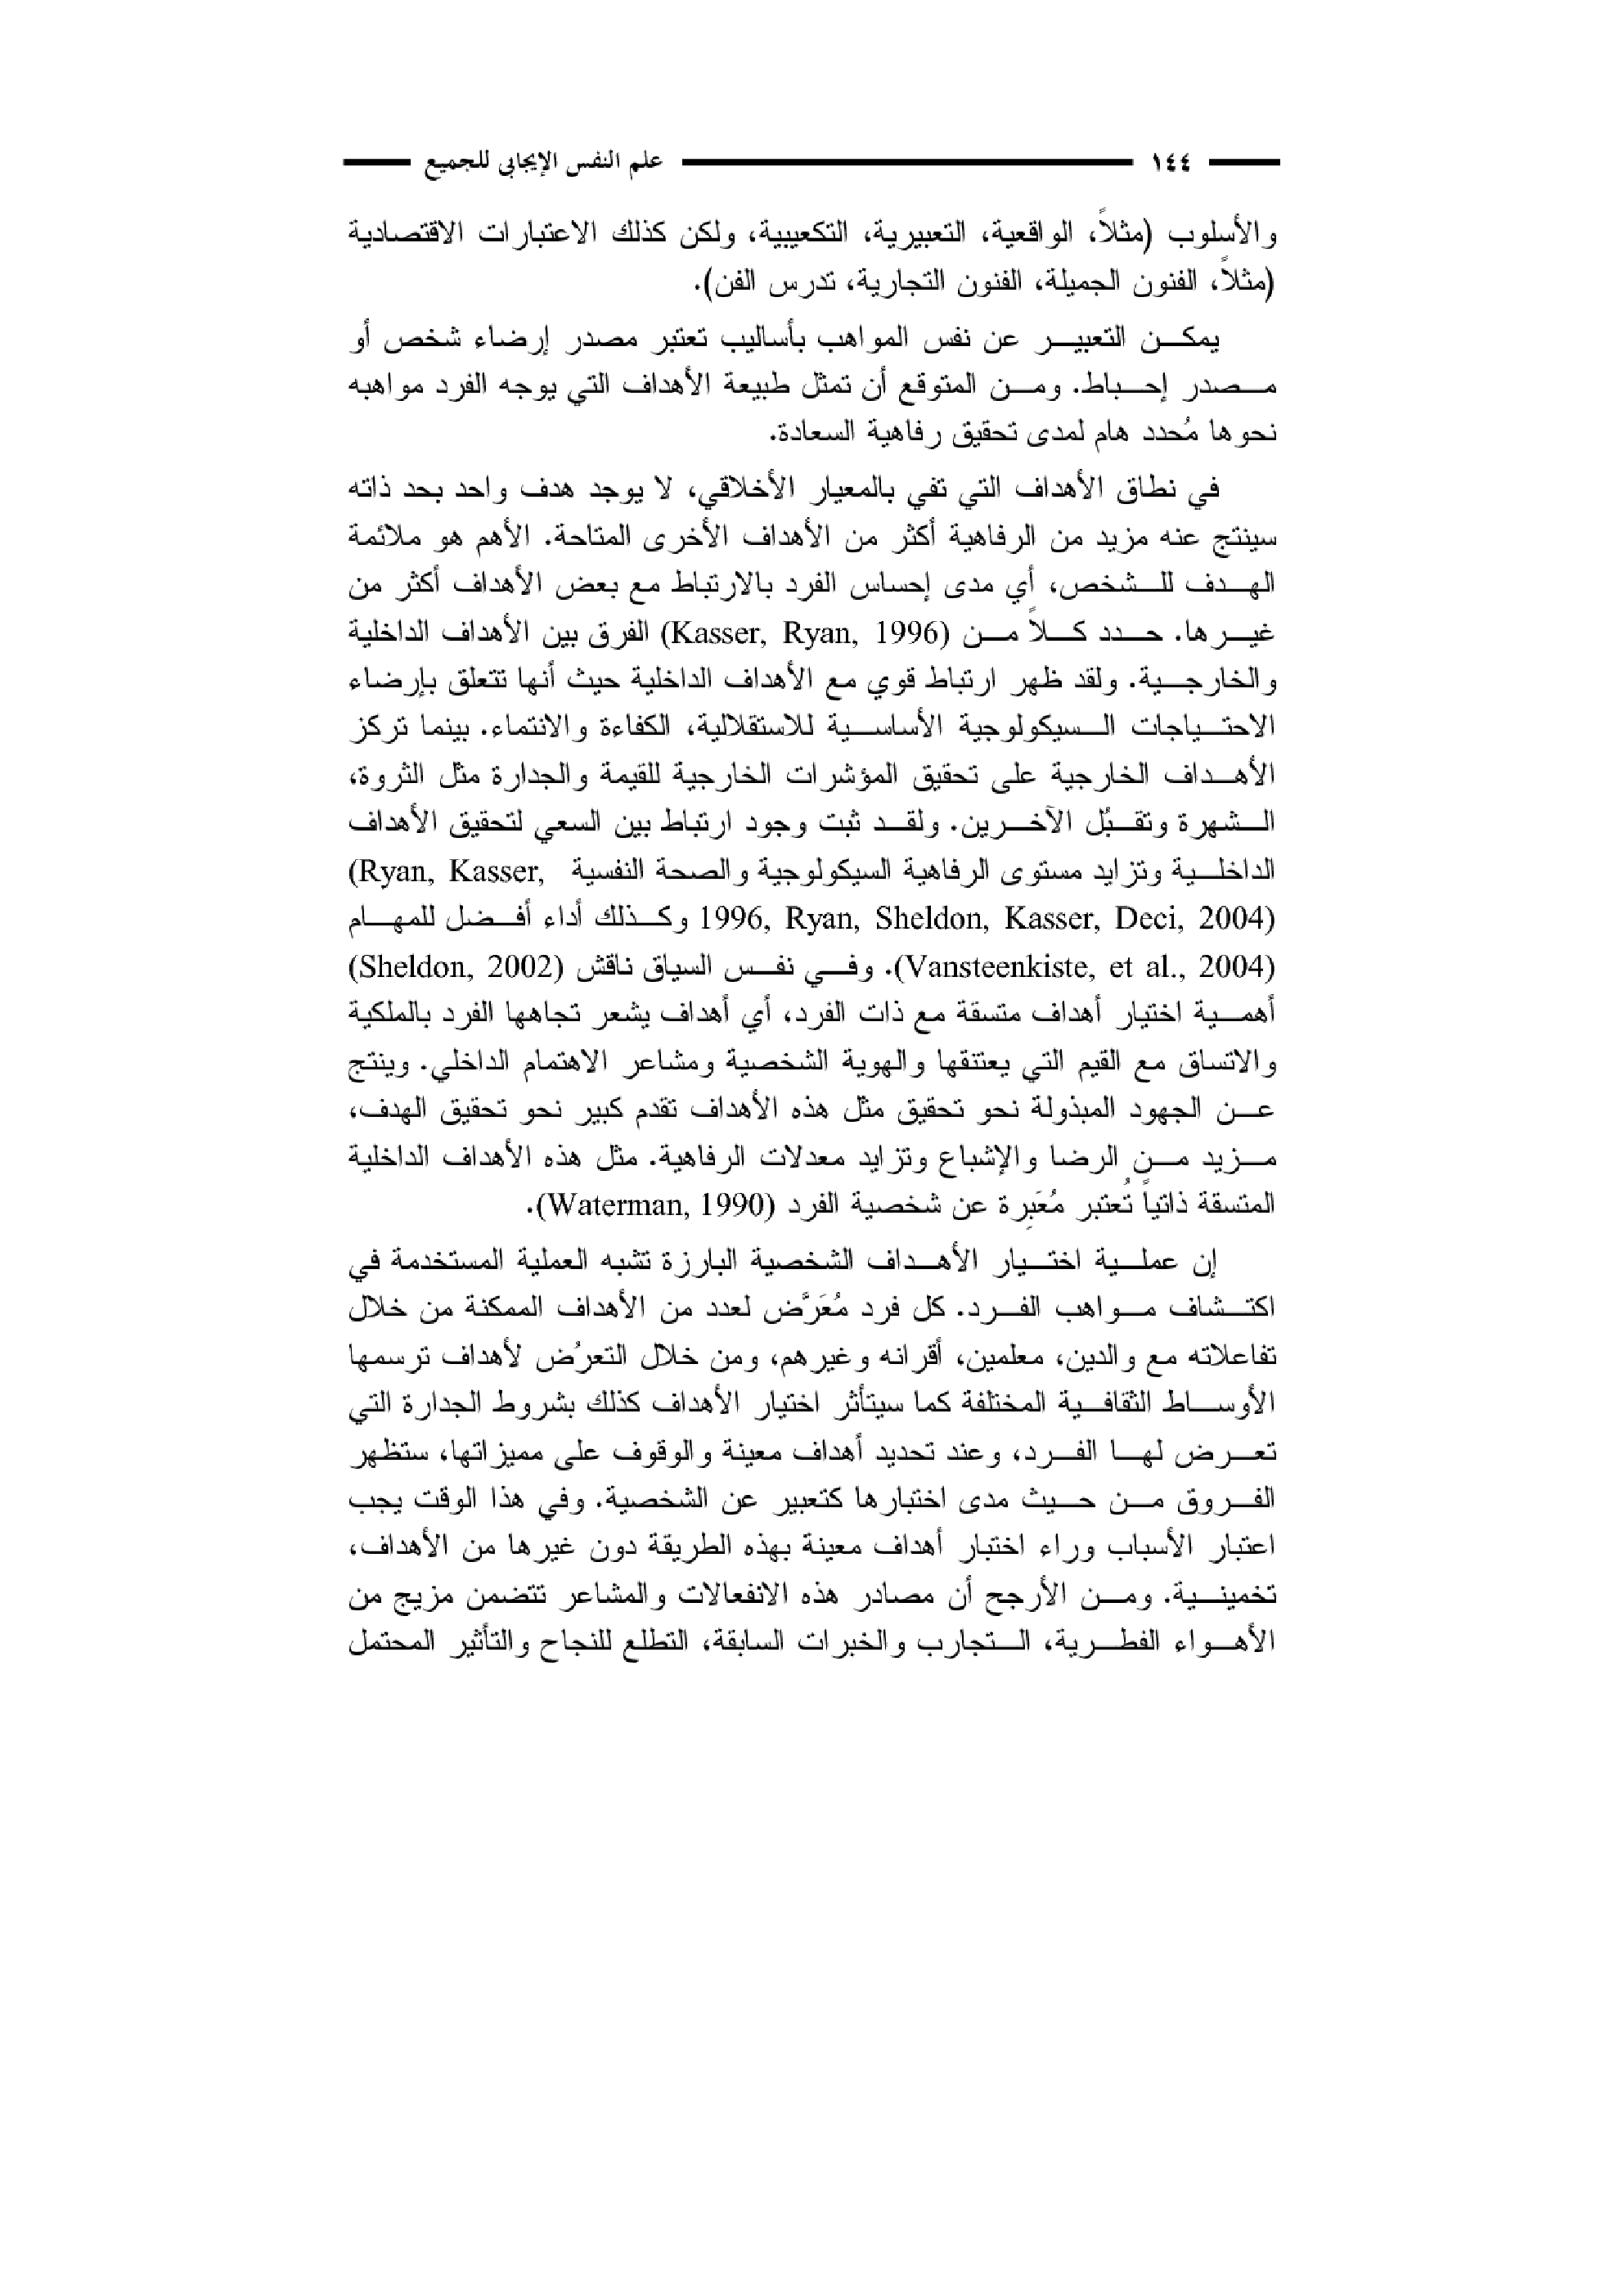 ١٤٤ علم النفس الإيجابي للجميع
والأسلوب (مثلاً، الواقعية، التعبيرية، التكعيبية، ولكن كذلك الاعتبارات الاقتصادية
(مثلاً، الفنون الجميلة، الفنون التجارية، تدرس الفن).
يمكن التعبير عن نفس المواهب بأساليب تعتبر مصدر إرضاء شخص أو
مصدر إحباط. ومن المتوقع أن تمثل طبيعة الأهداف التي يوجه الفرد مواهبه
نحوها مُحدد هام لمدى تحقيق رفاهية السعادة.
في نطاق الأهداف التي تفي بالمعيار الأخلاقي، لا يوجد هدف واحد بحد ذاته
سينتج عنه مزيد من الرفاهية أكثر من الأهداف الأخرى المتاحة. الأهم هو ملائمة
الهدف للشخص، أي مدى إحساس الفرد بالارتباط مع بعض الأهداف أكثر من
غيرها. حدد كلاً من (Kasser, Ryan, 1996) الفرق بين الأهداف الداخلية
والخارجية. ولقد ظهر ارتباط قوي مع الأهداف الداخلية حيث أنها تتعلق بإرضاء
الاحتياجات السيكولوجية الأساسية للاستقلالية، الكفاءة والانتماء. بينما تركز
الأهداف الخارجية على تحقيق المؤشرات الخارجية للقيمة والجدارة مثل الثروة،
الشهرة وتقبُل الآخرين. ولقد ثبت وجود ارتباط بين السعي لتحقيق الأهداف
الداخلية وتزايد مستوى الرفاهية السيكولوجية والصحة النفسية (Ryan, Kasser,
1996, Ryan, Sheldon, Kasser, Deci, 2004) وكذلك أداء أفضل للمهام
(Vansteenkiste, et al., 2004). وفي نفس السياق ناقش (Sheldon, 2002)
أهمية اختيار أهداف متسقة مع ذات الفرد، أي أهداف يشعر تجاهها الفرد بالملكية
والاتساق مع القيم التي يعتنقها والهوية الشخصية ومشاعر الاهتمام الداخلي. وينتج
عن الجهود المبذولة نحو تحقيق مثل هذه الأهداف تقدم كبير نحو تحقيق الهدف،
مزيد من الرضا والإشباع وتزايد معدلات الرفاهية. مثل هذه الأهداف الداخلية
المتسقة ذاتياً تُعتبر مُعَبِرة عن شخصية الفرد (Waterman, 1990).
إن عملية اختيار الأهداف الشخصية البارزة تشبه العملية المستخدمة في
اكتشاف مواهب الفرد. كل فرد مُعَرَّض لعدد من الأهداف الممكنة من خلال
تفاعلاته مع والدين، معلمين، أقرانه وغيرهم، ومن خلال التعرُض لأهداف ترسمها
الأوساط الثقافية المختلفة كما سيتأثر اختيار الأهداف كذلك بشروط الجدارة التي
تعرض لها الفرد، وعند تحديد أهداف معينة والوقوف على مميزاتها، ستظهر
الفروق من حيث مدى اختبارها كتعبير عن الشخصية. وفي هذا الوقت يجب
اعتبار الأسباب وراء اختبار أهداف معينة بهذه الطريقة دون غيرها من الأهداف،
تخمينية. ومن الأرجح أن مصادر هذه الانفعالات والمشاعر تتضمن مزيج من
الأهواء الفطرية، التجارب والخبرات السابقة، التطلع للنجاح والتأثير المحتمل